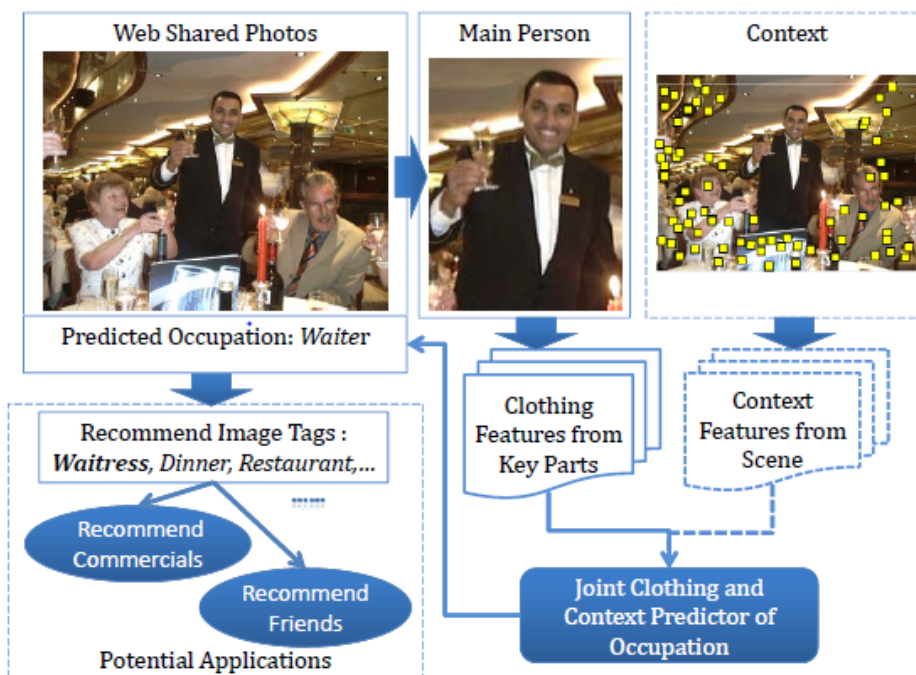 Web Shared Photos
Main Person
Context
Predicted Occupation: Waiter
Recommend Image Tags :
Waitress, Dinner, Restaurant,...
Recommend
Commercials
Recommend
Friends
Potential Applications
Clothing
Features from
Key Parts
Context
Features from
Scene
Joint Clothing and
Context Predictor of
Occupation